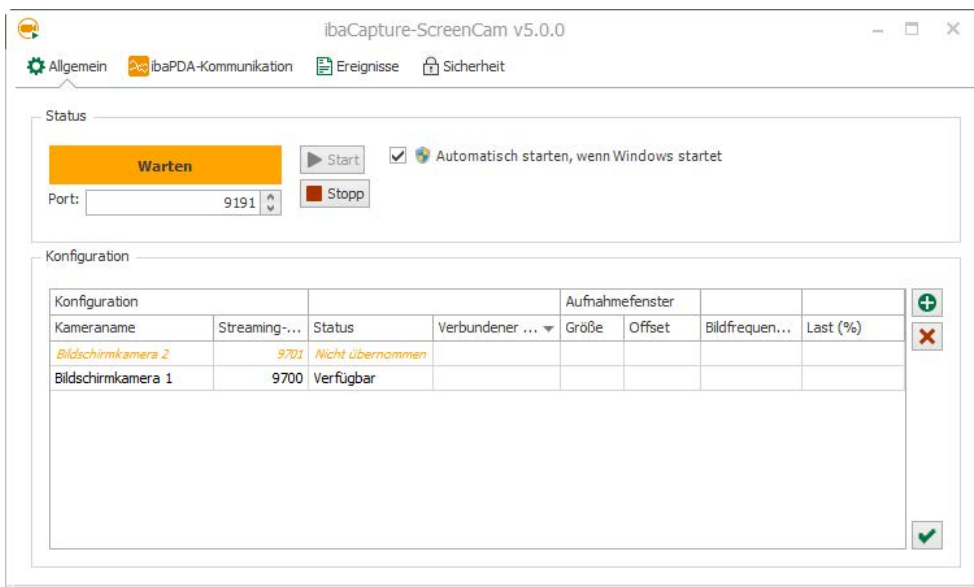 ibaCapture-ScreenCam v5.0.0
Allgemein ibaPDA-Kommunikation Ereignisse Sicherheit
Status
Warten Start Automatisch starten, wenn Windows startet
Port: 9191 Stopp
Konfiguration
Konfiguration Aufnahmefenster
Kameraname Streaming-... Status Verbundener ... Größe Offset Bildfrequen... Last (%)
Bildschirmkamera 2 9701 Nicht übernommen
Bildschirmkamera 1 9700 Verfügbar